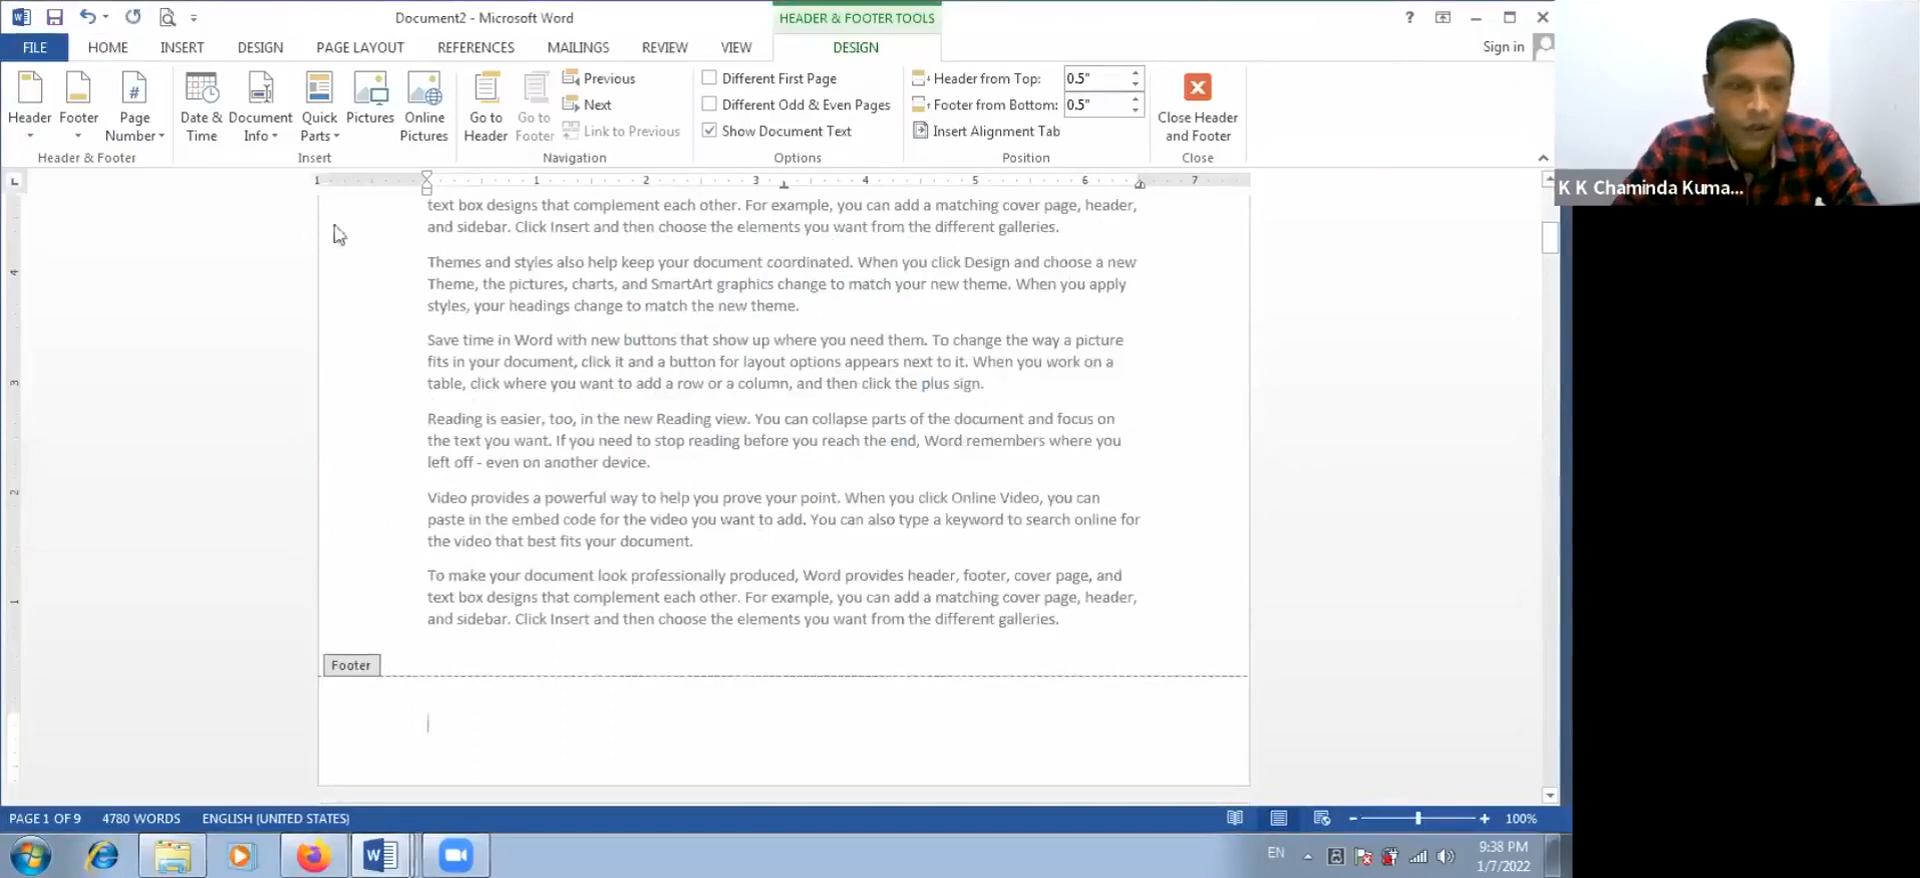 Document2 - Microsoft Word
HEADER & FOOTER TOOLS
?
FILE
HOME
INSERT
DESIGN
PAGE LAYOUT
REFERENCES
MAILINGS
REVIEW
VIEW
DESIGN
Sign in
Header
Footer
Page Number
Header & Footer
Date & Time
Document Info
Quick Parts
Pictures
Online Pictures
Insert
Go to Header
Go to Footer
Previous
Next
Link to Previous
Navigation
Different First Page
Different Odd & Even Pages
Show Document Text
Options
Header from Top: 0.5"
Footer from Bottom: 0.5"
Insert Alignment Tab
Position
Close Header and Footer
Close
K K Chaminda Kuma...
1 1 2 3 4 5 6 7
text box designs that complement each other. For example, you can add a matching cover page, header,
and sidebar. Click Insert and then choose the elements you want from the different galleries.
Themes and styles also help keep your document coordinated. When you click Design and choose a new
Theme, the pictures, charts, and SmartArt graphics change to match your new theme. When you apply
styles, your headings change to match the new theme.
Save time in Word with new buttons that show up where you need them. To change the way a picture
fits in your document, click it and a button for layout options appears next to it. When you work on a
table, click where you want to add a row or a column, and then click the plus sign.
Reading is easier, too, in the new Reading view. You can collapse parts of the document and focus on
the text you want. If you need to stop reading before you reach the end, Word remembers where you
left off - even on another device.
Video provides a powerful way to help you prove your point. When you click Online Video, you can
paste in the embed code for the video you want to add. You can also type a keyword to search online for
the video that best fits your document.
To make your document look professionally produced, Word provides header, footer, cover page, and
text box designs that complement each other. For example, you can add a matching cover page, header,
and sidebar. Click Insert and then choose the elements you want from the different galleries.
4
3
2
1
Footer
PAGE 1 OF 9
4780 WORDS
ENGLISH (UNITED STATES)
100%
EN
9:38 PM
1/7/2022